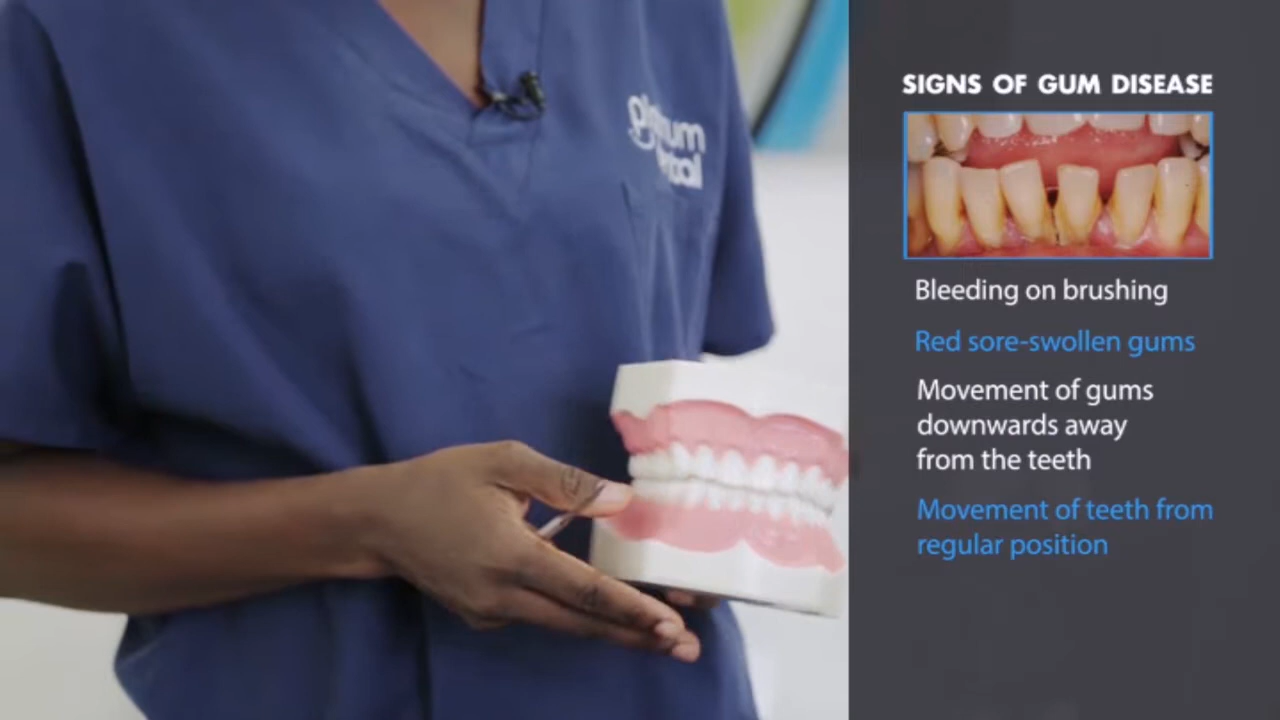 SIGNS OF GUM DISEASE
Bleeding on brushing
Red sore-swollen gums
Movement of gums
downwards away
from the teeth
Movement of teeth from
regular position